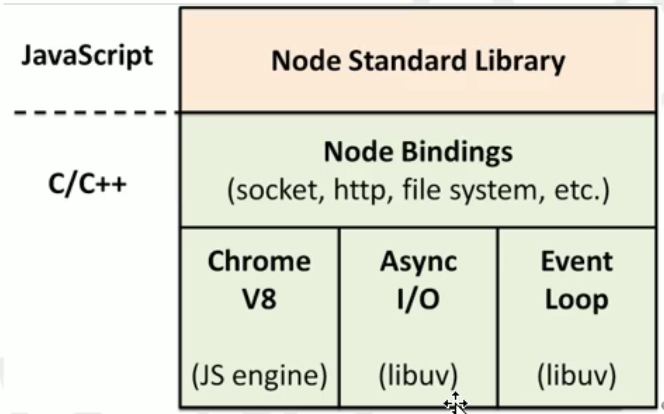 JavaScript
Node Standard Library
C/C++
Node Bindings
(socket, http, file system, etc.)
Chrome
V8
(JS engine)
Async
I/O
(libuv)
Event
Loop
(libuv)